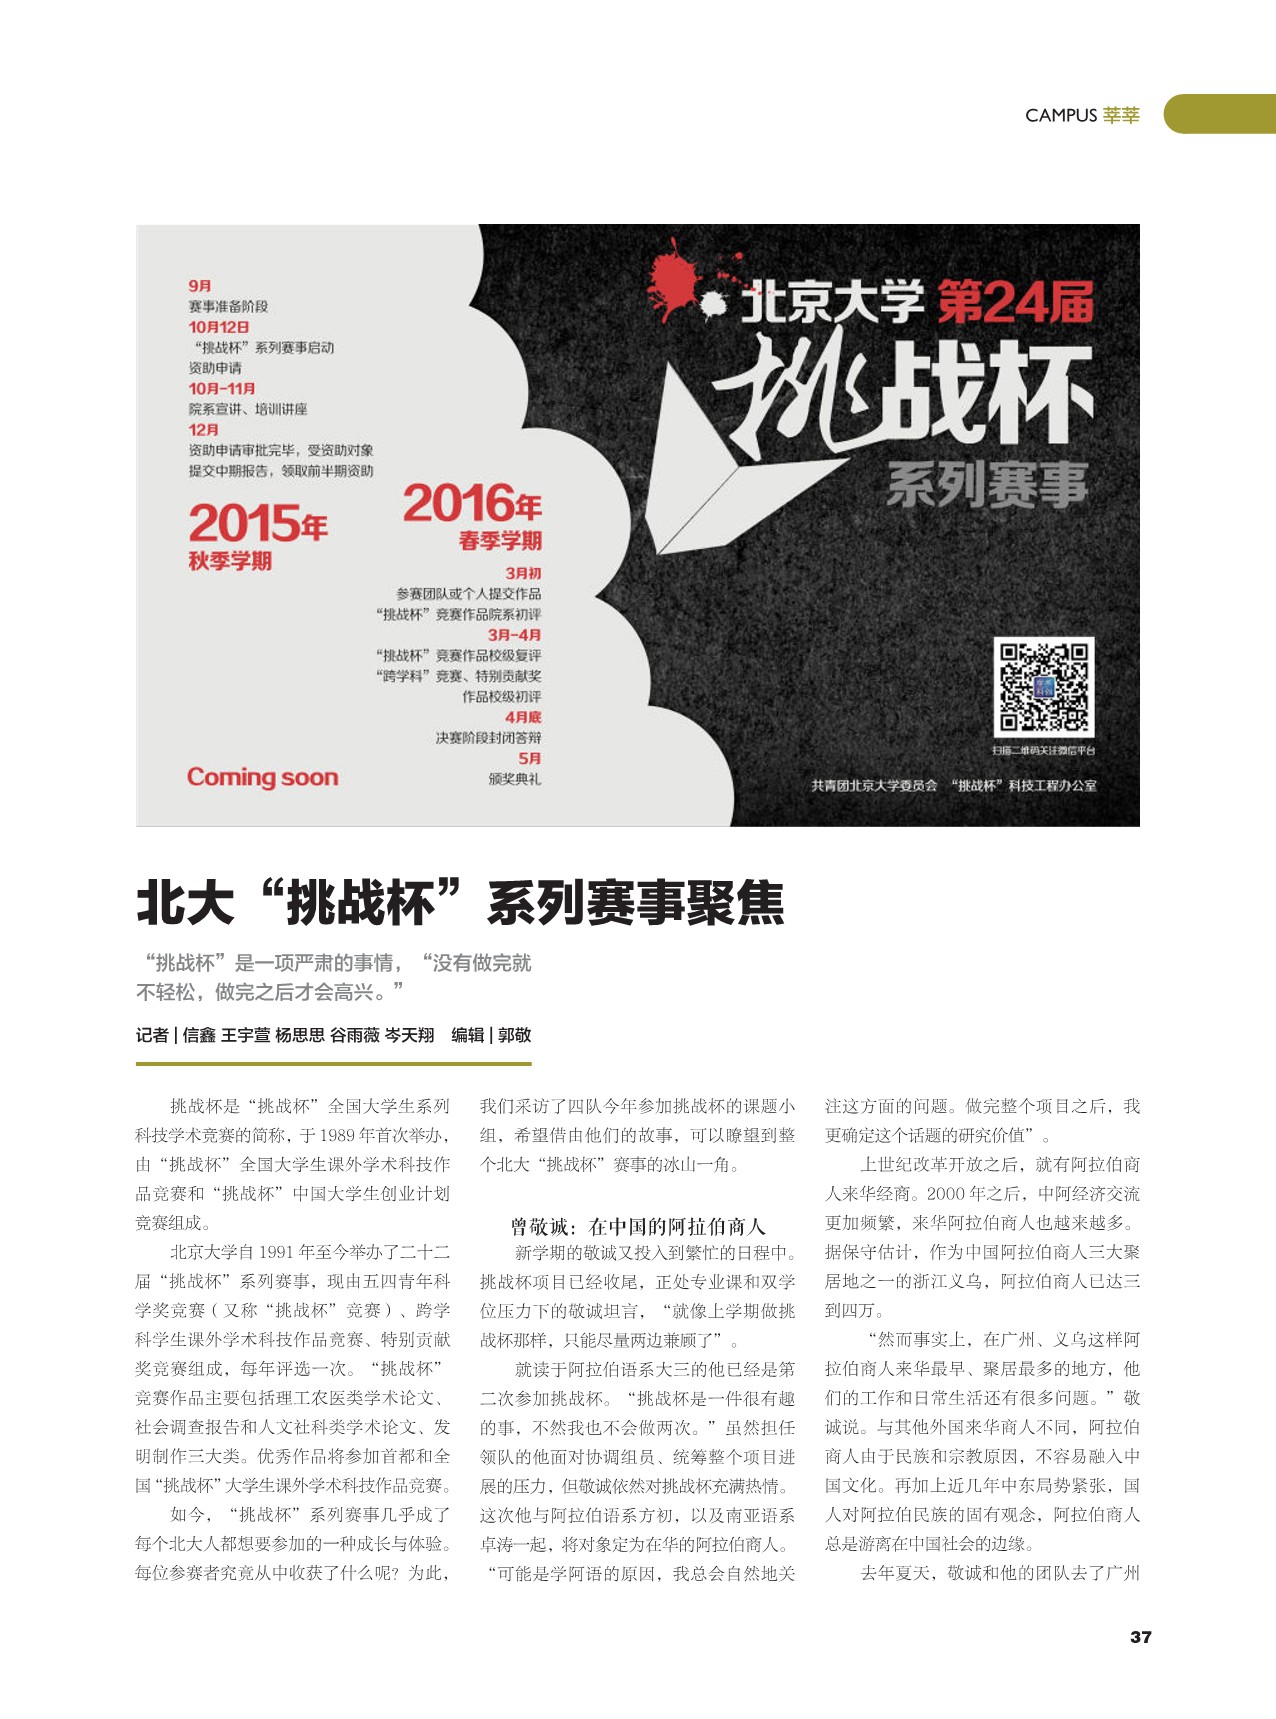 CAMPUS 莘莘
9月
赛事准备阶段
10月12日
“挑战杯”系列赛事启动
资助申请
10月-11月
院系宣讲、培训讲座
12月
资助申请审批完毕，受资助对象
提交中期报告，领取前半期资助
2015年
秋季学期
2016年
春季学期
3月初
参赛团队或个人提交作品
“挑战杯”竞赛作品院系初评
3月-4月
“挑战杯”竞赛作品校级复评
“跨学科”竞赛、特别贡献奖
作品校级初评
4月底
决赛阶段封闭答辩
5月
颁奖典礼
Coming soon
北京大学 第24届
挑战杯
系列赛事
扫描二维码关注微信平台
共青团北京大学委员会 “挑战杯”科技工程办公室
北大“挑战杯”系列赛事聚焦
“挑战杯”是一项严肃的事情，“没有做完就
不轻松，做完之后才会高兴。”
记者 | 信鑫 王宇萱 杨思思 谷雨薇 岑天翔 编辑 | 郭敬
挑战杯是“挑战杯”全国大学生系列
科技学术竞赛的简称，于 1989 年首次举办，
由“挑战杯”全国大学生课外学术科技作
品竞赛和“挑战杯”中国大学生创业计划
竞赛组成。
北京大学自 1991 年至今举办了二十二
届“挑战杯”系列赛事，现由五四青年科
学奖竞赛（又称“挑战杯”竞赛）、跨学
科学生课外学术科技作品竞赛、特别贡献
奖竞赛组成，每年评选一次。“挑战杯”
竞赛作品主要包括理工农医类学术论文、
社会调查报告和人文社科类学术论文、发
明制作三大类。优秀作品将参加首都和全
国“挑战杯”大学生课外学术科技作品竞赛。
如今，“挑战杯”系列赛事几乎成了
每个北大人都想要参加的一种成长与体验。
每位参赛者究竟从中收获了什么呢？为此，
我们采访了四队今年参加挑战杯的课题小
组，希望借由他们的故事，可以瞭望到整
个北大“挑战杯”赛事的冰山一角。
曾敬诚：在中国的阿拉伯商人
新学期的敬诚又投入到繁忙的日程中。
挑战杯项目已经收尾，正处专业课和双学
位压力下的敬诚坦言，“就像上学期做挑
战杯那样，只能尽量两边兼顾了”。
就读于阿拉伯语系大三的他已经是第
二次参加挑战杯。“挑战杯是一件很有趣
的事，不然我也不会做两次。”虽然担任
领队的他面对协调组员、统筹整个项目进
展的压力，但敬诚依然对挑战杯充满热情。
这次他与阿拉伯语系方初，以及南亚语系
卓涛一起，将对象定为在华的阿拉伯商人。
“可能是学阿语的原因，我总会自然地关
注这方面的问题。做完整个项目之后，我
更确定这个话题的研究价值”。
上世纪改革开放之后，就有阿拉伯商
人来华经商。2000 年之后，中阿经济交流
更加频繁，来华阿拉伯商人也越来越多。
据保守估计，作为中国阿拉伯商人三大聚
居地之一的浙江义乌，阿拉伯商人已达三
到四万。
“然而事实上，在广州、义乌这样阿
拉伯商人来华最早、聚居最多的地方，他
们的工作和日常生活还有很多问题。”敬
诚说。与其他外国来华商人不同，阿拉伯
商人由于民族和宗教原因，不容易融入中
国文化。再加上近几年中东局势紧张，国
人对阿拉伯民族的固有观念，阿拉伯商人
总是游离在中国社会的边缘。
去年夏天，敬诚和他的团队去了广州
37